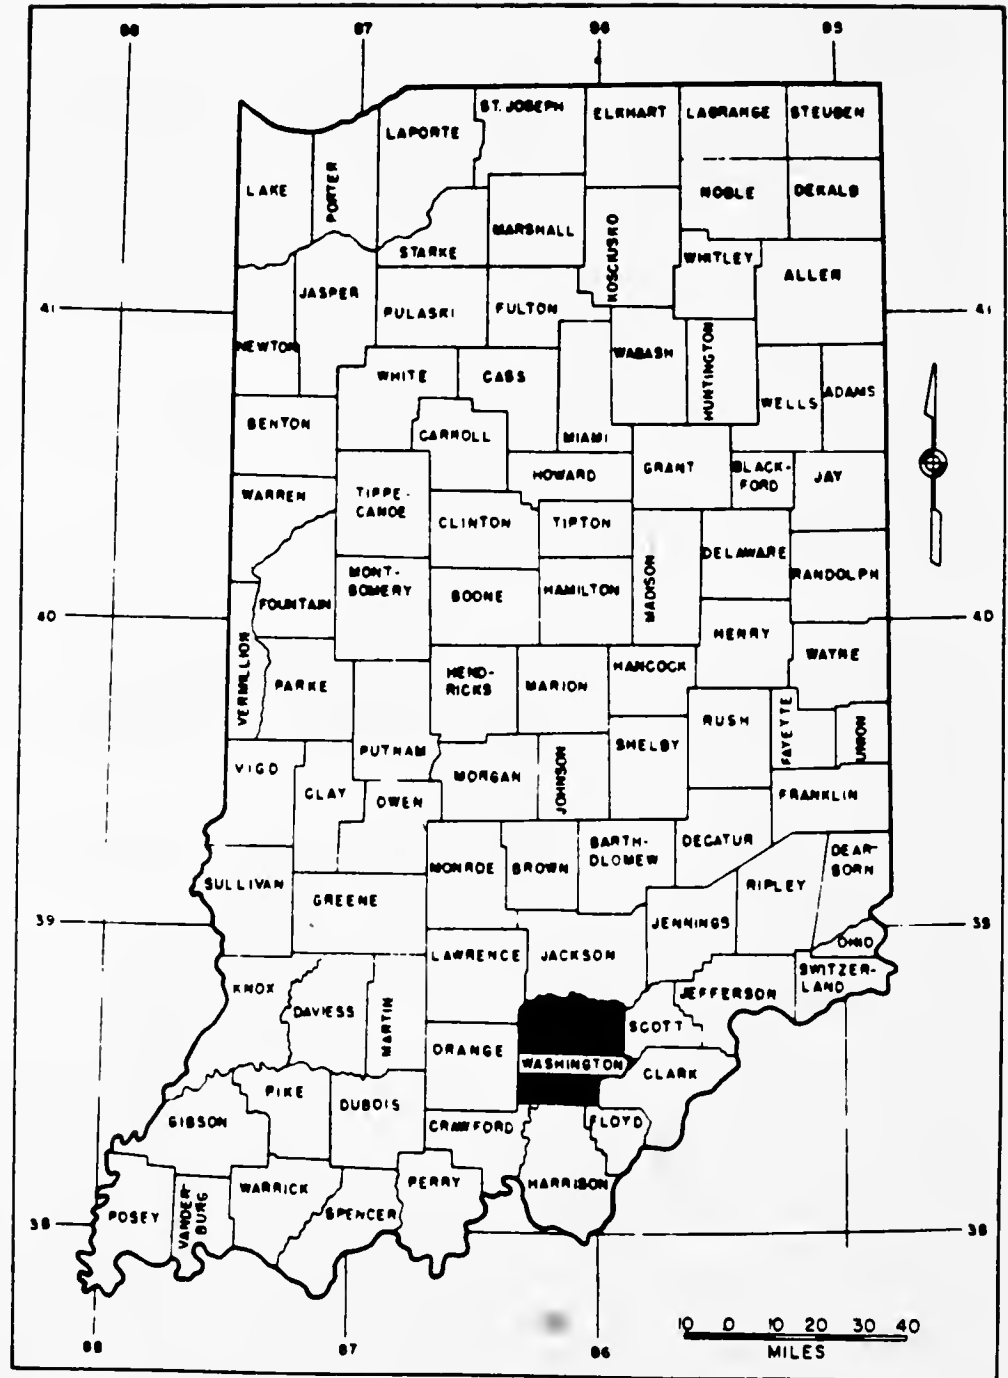 88
87
86
85
ST. JOSEPH
ELKHART
LAGRANGE
STEUBEN
LAPORTE
LAKE
PORTER
NOBLE
DEKALB
MARSHALL
STARKE
KOSCIUSKO
WHITLEY
ALLEN
41
JASPER
PULASKI
FULTON
41
NEWTON
WABASH
HUNTINGTON
WHITE
CASS
WELLS
ADAMS
BENTON
CARROLL
MIAMI
HOWARD
GRANT
BLACK-
FORD
JAY
WARREN
TIPPE-
CANOE
CLINTON
TIPTON
DELAWARE
RANDOLPH
MONT-
GOMERY
BOONE
HAMILTON
MADISON
FOUNTAIN
40
40
HENRY
WAYNE
VERMILLION
PARKE
HEND-
RICKS
MARION
HANCOCK
RUSH
FAYETTE
UNION
PUTNAM
SHELBY
VIGO
MORGAN
JOHNSON
CLAY
OWEN
FRANKLIN
MONROE
BROWN
BARTH-
OLOMEW
DECATUR
DEAR-
BORN
RIPLEY
SULLIVAN
GREENE
39
JENNINGS
39
OHIO
LAWRENCE
JACKSON
SWITZER-
LAND
KNOX
DAVIESS
MARTIN
JEFFERSON
SCOTT
ORANGE
WASHINGTON
CLARK
PIKE
DUBOIS
GIBSON
CRAWFORD
FLOYD
WARRICK
PERRY
HARRISON
38
POSEY
VANDER-
BURG
SPENCER
38
88
87
86
10 0 10 20 30 40
MILES